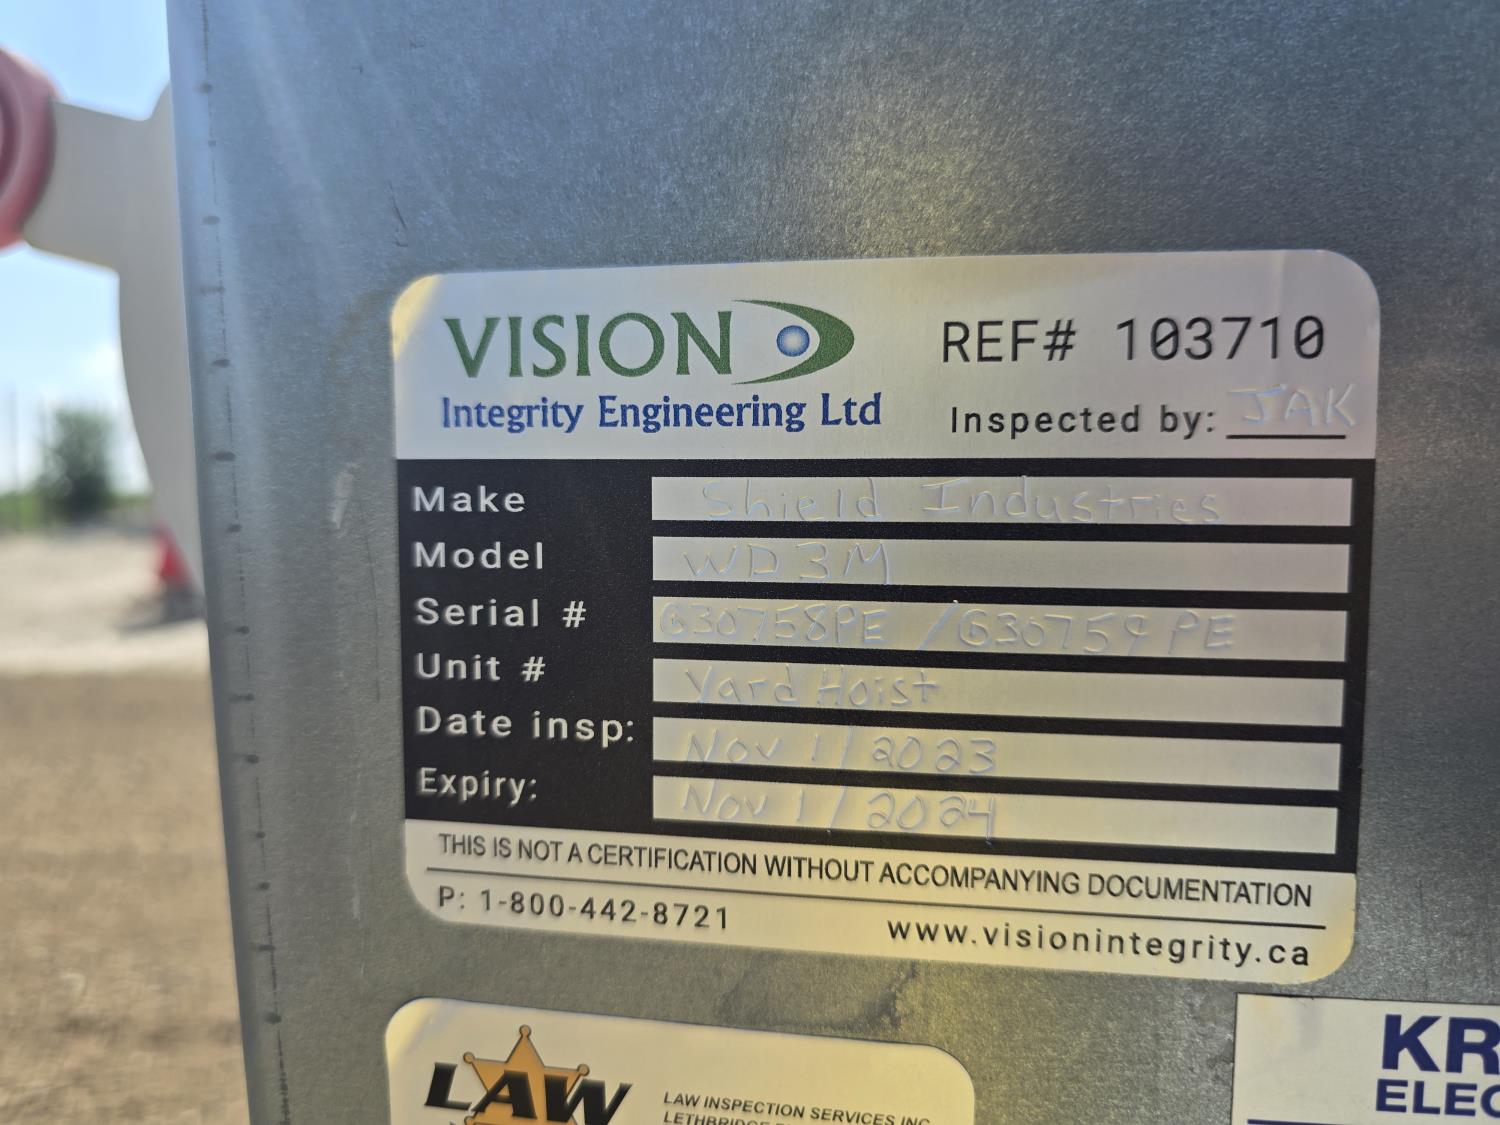 VISION
Integrity Engineering Ltd
REF# 103710
Inspected by: JAK
Make Shield Industries
Model WD3M
Serial # G30758PE / G30759PE
Unit # Yard Hoist
Date insp: Nov 1/2023
Expiry: Nov 1/2024
THIS IS NOT A CERTIFICATION WITHOUT ACCOMPANYING DOCUMENTATION
P: 1-800-442-8721
www.visionintegrity.ca
LAW
LAW INSPECTION SERVICES INC
LETHBRIDGE
KR
ELEC